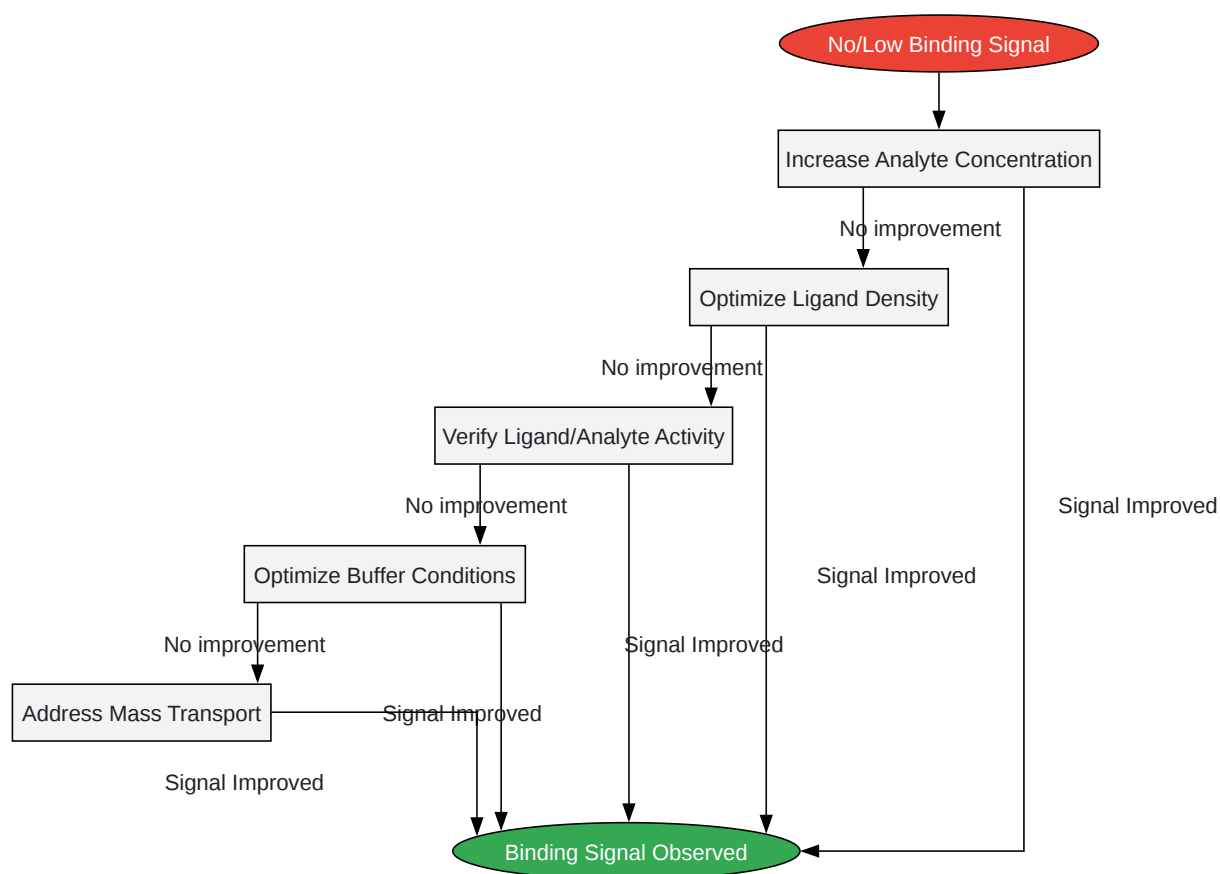 No/Low Binding Signal
Increase Analyte Concentration
No improvement
Optimize Ligand Density
No improvement
Verify Ligand/Analyte Activity
No improvement
Signal Improved
Optimize Buffer Conditions
Signal Improved
No improvement
Signal Improved
Address Mass Transport
Signal Improved
Signal Improved
Binding Signal Observed